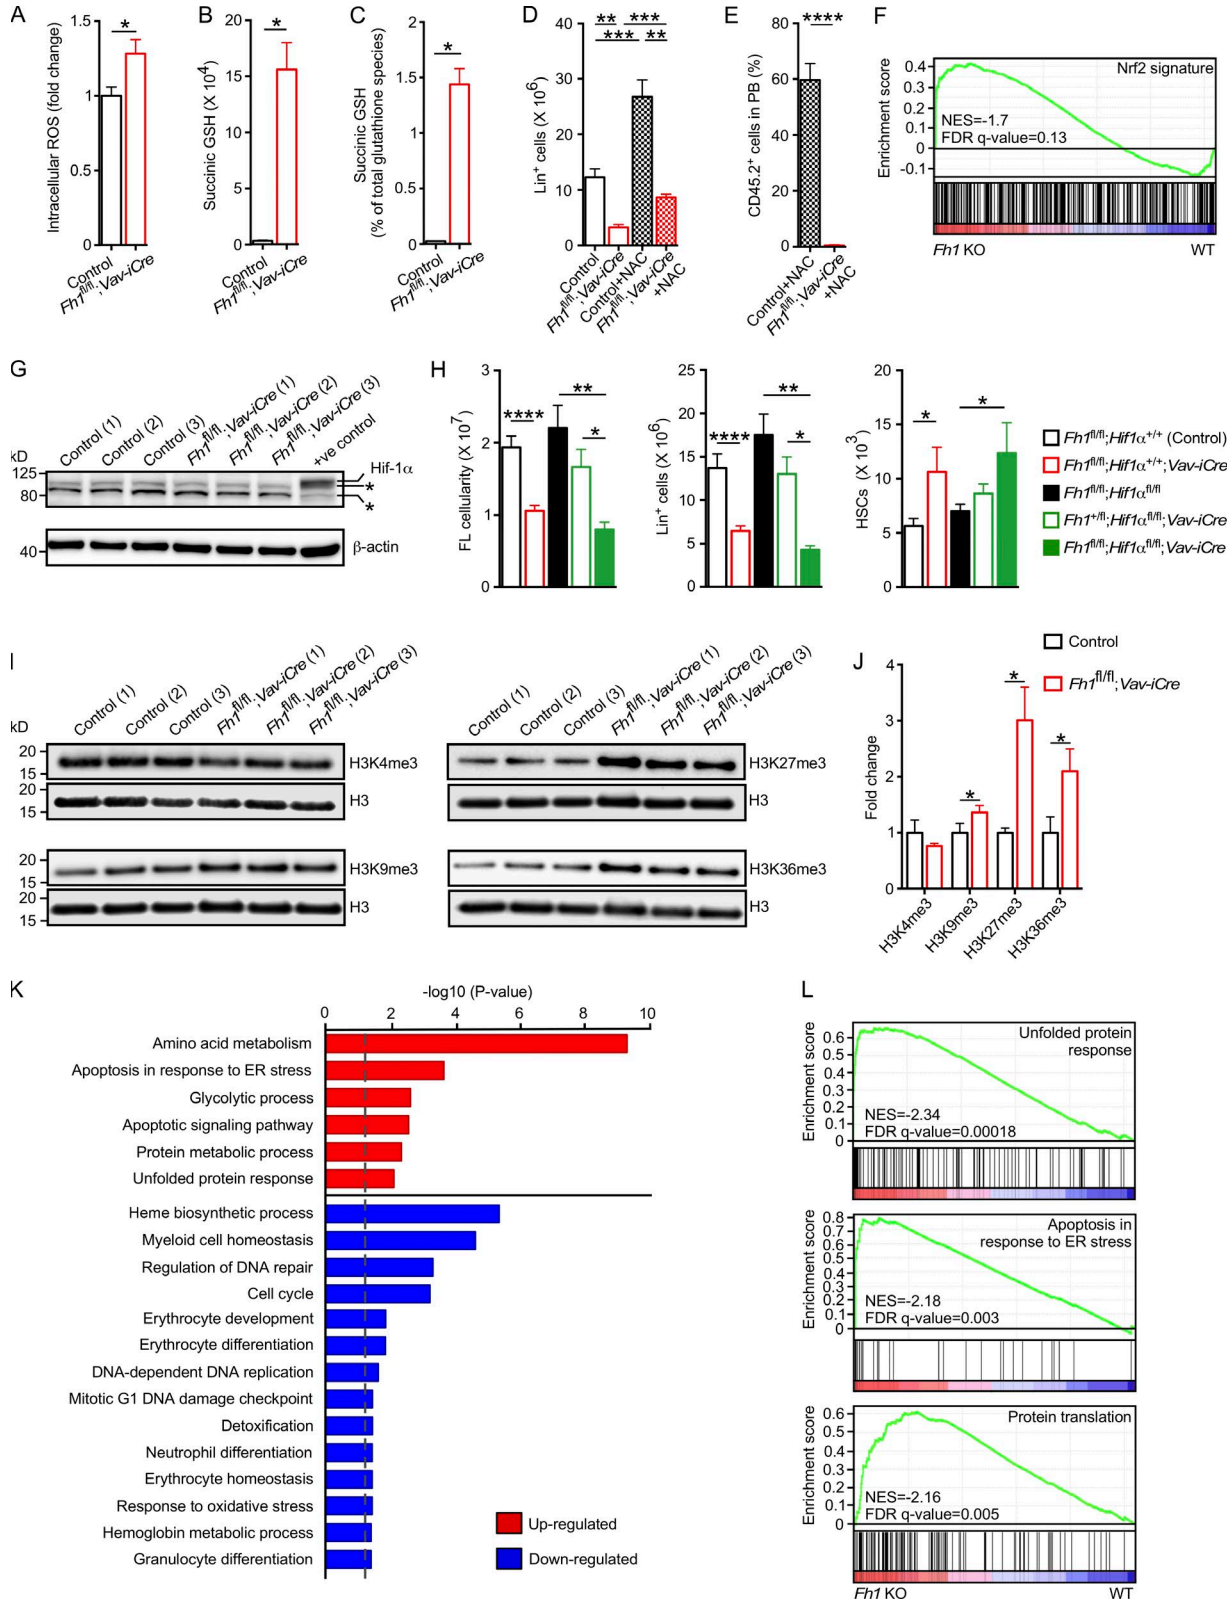 A
Intracellular ROS (fold change)
1.5
1
0.5
0
*
Control
Fh1fl/fl;Vav-iCre
B
Succinic GSH (X 10⁴)
20
15
10
5
0
*
Control
Fh1fl/fl;Vav-iCre
C
Succinic GSH
(% of total glutathione species)
2
1.5
1
0.5
0
*
Control
Fh1fl/fl;Vav-iCre
D
Lin⁺ cells (X 10⁶)
40
30
20
10
0
** ***
*** **
Control
Fh1fl/fl;Vav-iCre
Control+NAC
Fh1fl/fl;Vav-iCre
+NAC
E
CD45.2⁺ cells in PB (%)
80
60
40
20
0
****
Control+NAC
Fh1fl/fl;Vav-iCre
+NAC
F
Enrichment score
0.4
0.3
0.2
0.1
0
-0.1
Nrf2 signature
NES=-1.7
FDR q-value=0.13
Fh1 KO WT
G
kD
125
80
40
Control (1)
Control (2)
Control (3)
Fh1fl/fl;Vav-iCre (1)
Fh1fl/fl;Vav-iCre (2)
Fh1fl/fl;Vav-iCre (3)
+ve control
Hif-1α
*
*
β-actin
H
FL cellularity (X 10⁷)
3
2
1
0
**
****
*
Lin⁺ cells (X 10⁶)
25
20
15
10
5
0
**
****
*
HSCs (X 10³)
20
15
10
5
0
* *
Fh1fl/fl;Hif1α+/+ (Control)
Fh1fl/fl;Hif1α+/+;Vav-iCre
Fh1fl/fl;Hif1αfl/fl
Fh1+/fl;Hif1αfl/fl;Vav-iCre
Fh1fl/fl;Hif1αfl/fl;Vav-iCre
I
kD
Control (1)
Control (2)
Control (3)
Fh1fl/fl;Vav-iCre (1)
Fh1fl/fl;Vav-iCre (2)
Fh1fl/fl;Vav-iCre (3)
20
15
H3K4me3
20
15
H3
20
15
H3K9me3
20
15
H3
Control (1)
Control (2)
Control (3)
Fh1fl/fl;Vav-iCre (1)
Fh1fl/fl;Vav-iCre (2)
Fh1fl/fl;Vav-iCre (3)
H3K27me3
H3
H3K36me3
H3
J
Control
Fh1fl/fl;Vav-iCre
Fold change
4
3
2
1
0
*
*
*
H3K4me3
H3K9me3
H3K27me3
H3K36me3
K
-log10 (P-value)
0 2 4 6 8 10
Amino acid metabolism
Apoptosis in response to ER stress
Glycolytic process
Apoptotic signaling pathway
Protein metabolic process
Unfolded protein response
Heme biosynthetic process
Myeloid cell homeostasis
Regulation of DNA repair
Cell cycle
Erythrocyte development
Erythrocyte differentiation
DNA-dependent DNA replication
Mitotic G1 DNA damage checkpoint
Detoxification
Neutrophil differentiation
Erythrocyte homeostasis
Response to oxidative stress
Hemoglobin metabolic process
Granulocyte differentiation
Up-regulated
Down-regulated
L
Enrichment score
0.6
0.5
0.4
0.3
0.2
0.1
0
Unfolded protein
response
NES=-2.34
FDR q-value=0.00018
Enrichment score
0.8
0.7
0.6
0.5
0.4
0.3
0.2
0.1
0
Apoptosis in
response to ER stress
NES=-2.18
FDR q-value=0.003
Enrichment score
0.6
0.5
0.4
0.3
0.2
0.1
0
Protein translation
NES=-2.16
FDR q-value=0.005
Fh1 KO WT